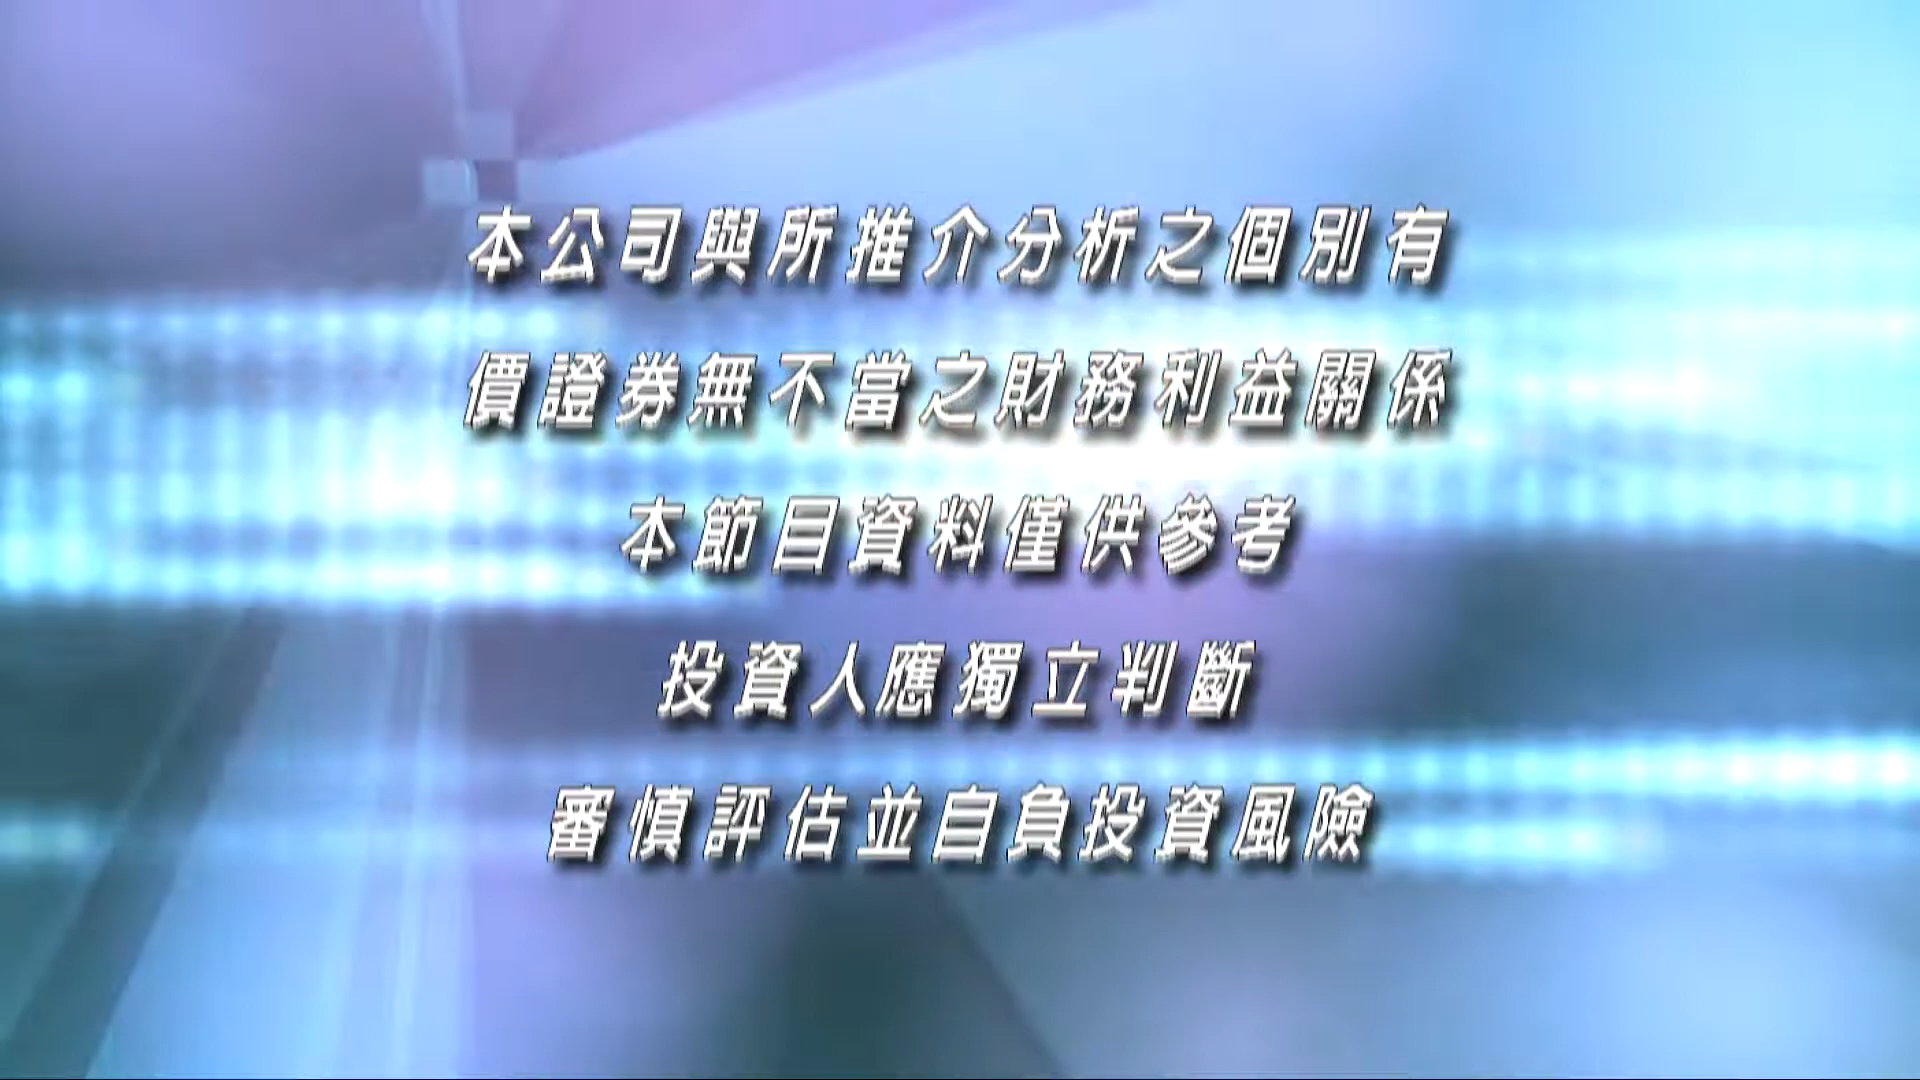 本公司與所推介分析之個別有
價證券無不當之財務利益關係
本節目資料僅供參考
投資人應獨立判斷
審慎評估並自負投資風險